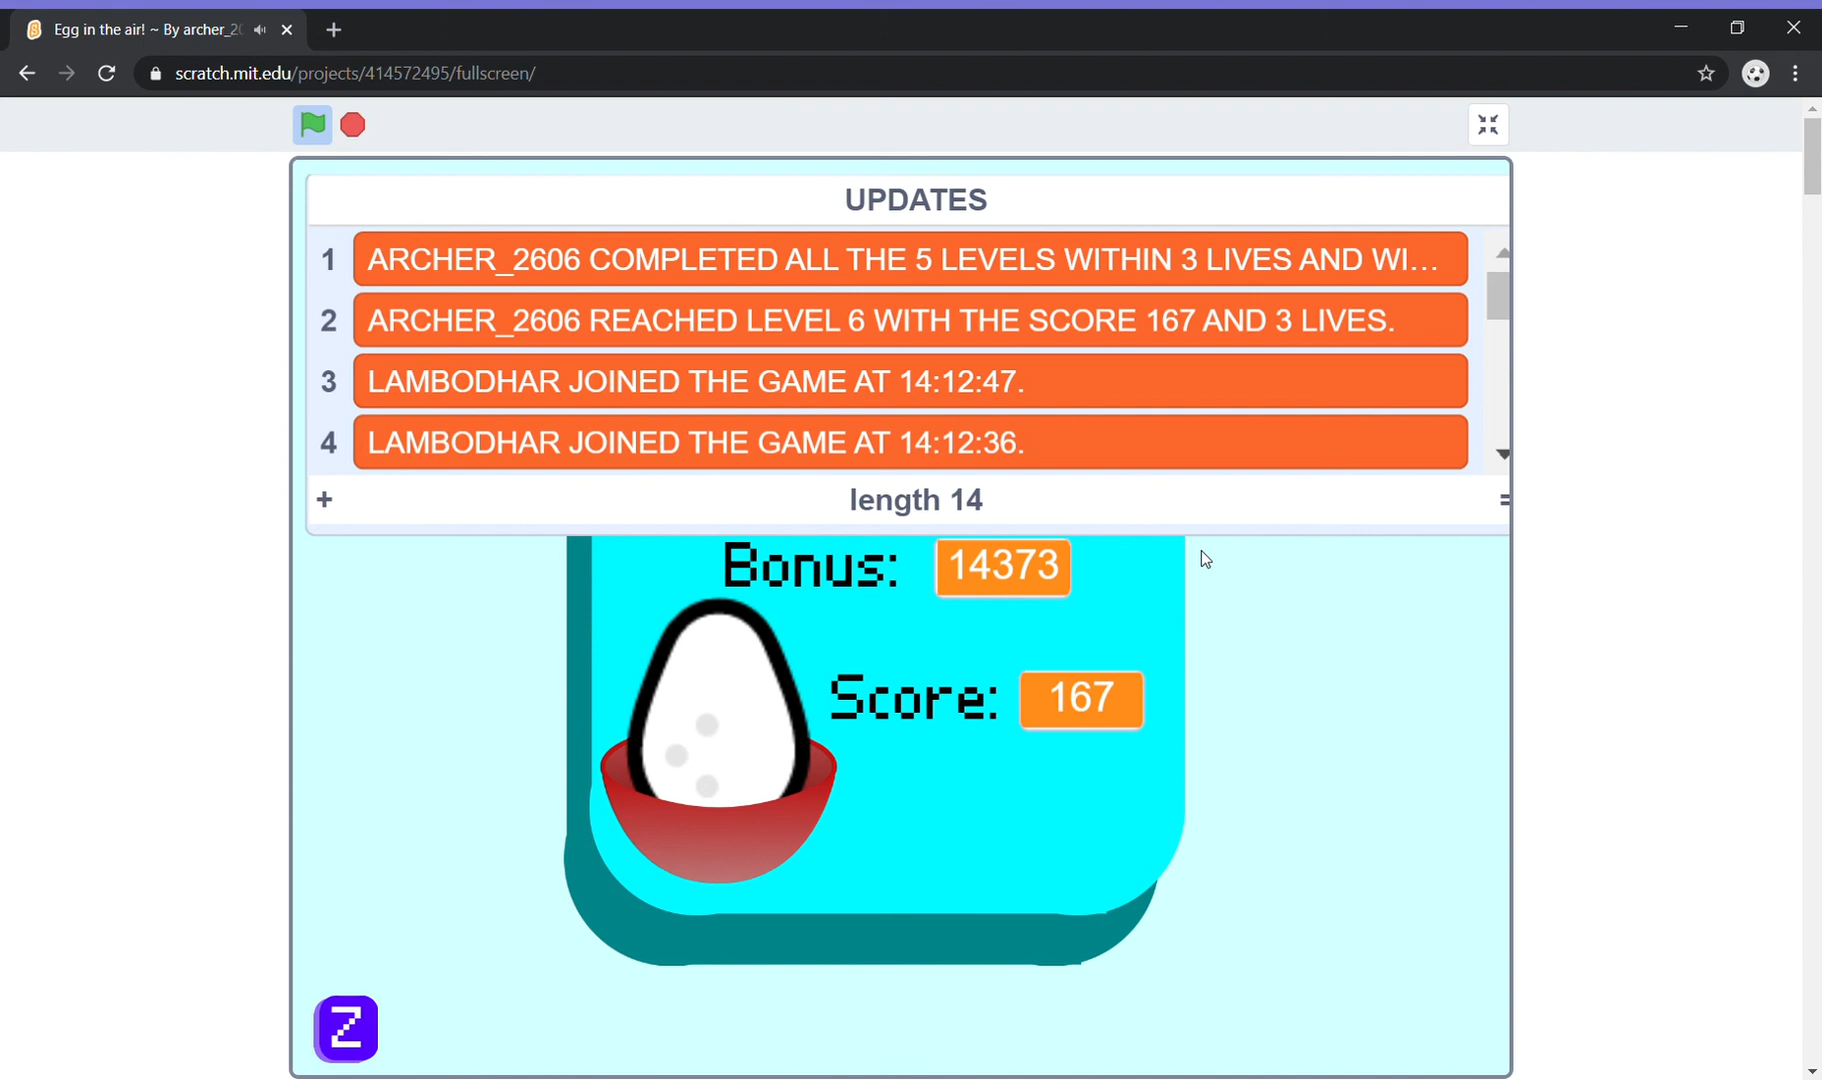 Egg in the air! ~ By archer_20
scratch.mit.edu/projects/414572495/fullscreen/
UPDATES
1 ARCHER_2606 COMPLETED ALL THE 5 LEVELS WITHIN 3 LIVES AND WI...
2 ARCHER_2606 REACHED LEVEL 6 WITH THE SCORE 167 AND 3 LIVES.
3 LAMBODHAR JOINED THE GAME AT 14:12:47.
4 LAMBODHAR JOINED THE GAME AT 14:12:36.
+ length 14 =
Bonus: 14373
Score: 167
Z